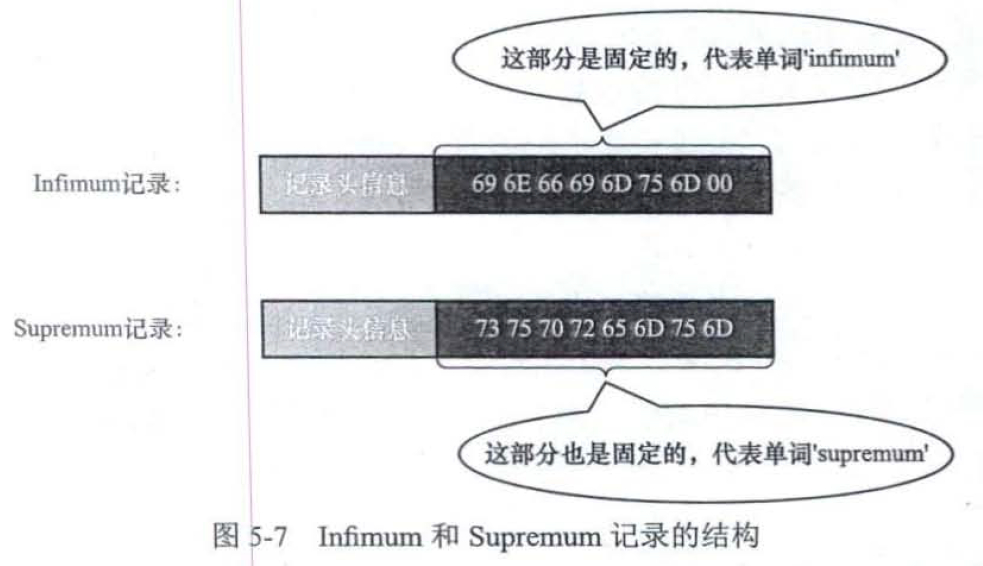 这部分是固定的，代表单词'infimum'
Infimum记录：
记录头信息
69 6E 66 69 6D 75 6D 00
Supremum记录：
记录头信息
73 75 70 72 65 6D 75 6D
这部分也是固定的，代表单词'supremum'
图 5-7 Infimum 和 Supremum 记录的结构